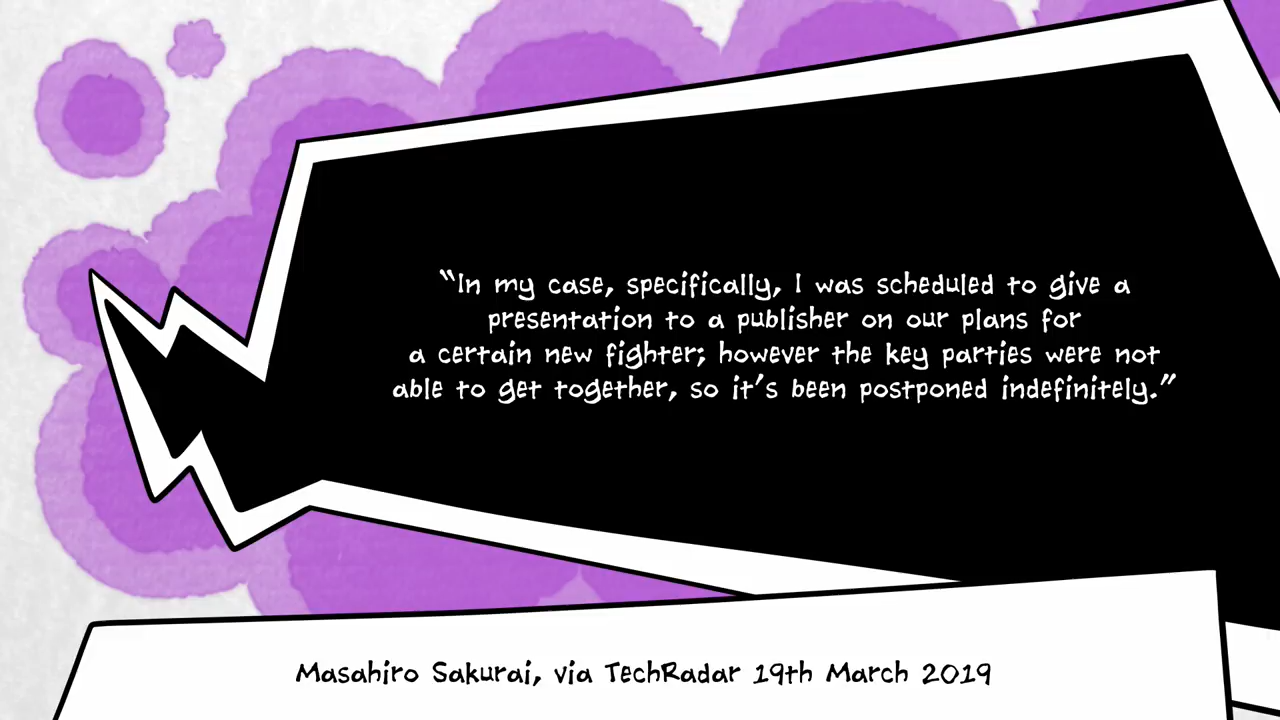 “In my case, specifically, I was scheduled to give a
presentation to a publisher on our plans for
a certain new fighter; however the key parties were not
able to get together, so it’s been postponed indefinitely.”
Masahiro Sakurai, via TechRadar 19th March 2019